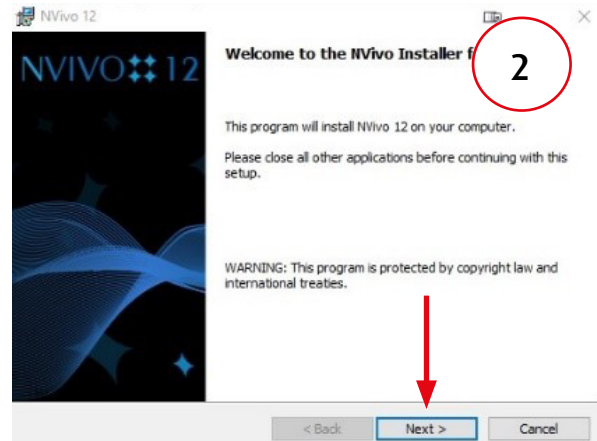 NVivo 12
NVIVO 12
Welcome to the NVivo Installer f
2
This program will install NVivo 12 on your computer.
Please close all other applications before continuing with this
setup.
WARNING: This program is protected by copyright law and
international treaties.
< Back
Next >
Cancel